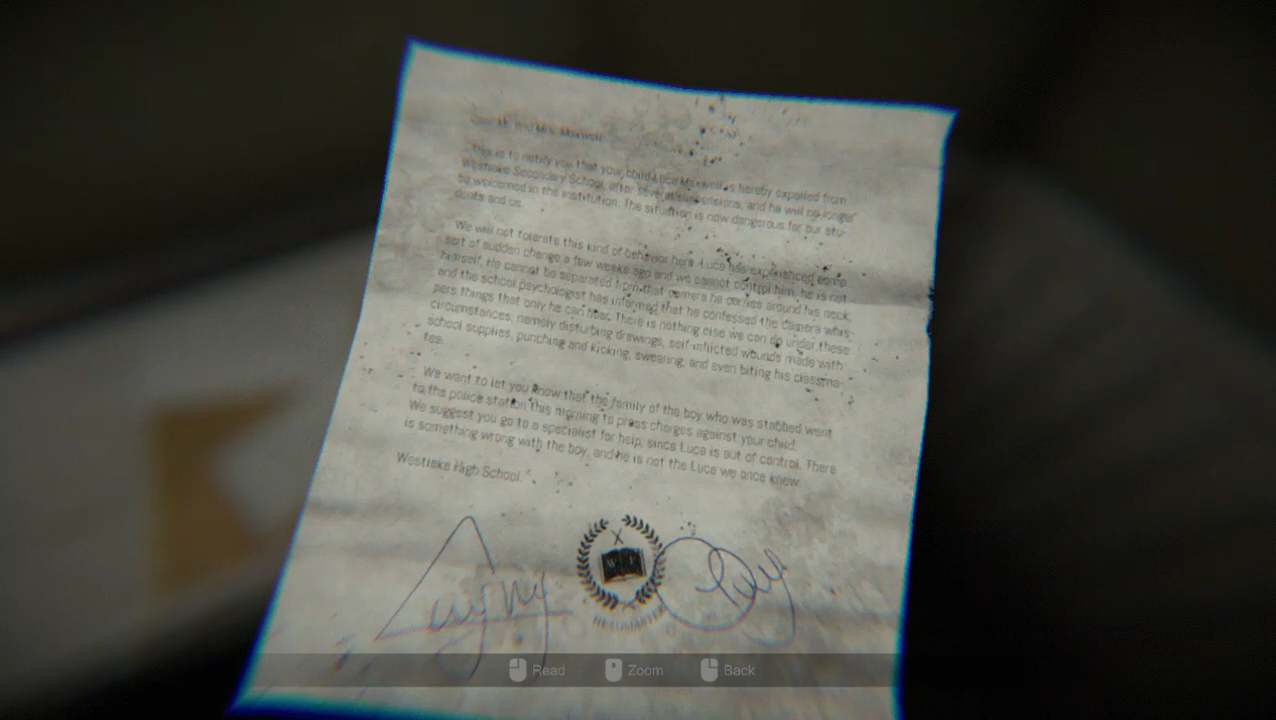 Dear Mr. and Mrs. Maxwell:
This is to notify you that your child Luca Maxwell is hereby expelled from
Westlake Secondary School, after several suspensions, and he will no longer
be welcomed in the institution. The situation is now dangerous for our stu-
dents and us.
We will not tolerate this kind of behavior here. Luca has experienced some
sort of sudden change a few weeks ago and we cannot control him, he is not
himself. He cannot be separated from that camera he carries around his neck,
and the school psychologist has informed that he confessed the camera whis-
pers things that only he can hear. There is nothing else we can do under these
circumstances, namely disturbing drawings, self-inflicted wounds made with
school supplies, punching and kicking, swearing, and even biting his classma-
tes.
We want to let you know that the family of the boy who was stabbed went
to the police station this morning to press charges against your child.
We suggest you go to a specialist for help, since Luca is out of control. There
is something wrong with the boy, and he is not the Luca we once knew.
Westlake High School.
HEADMASTER
Read Zoom Back